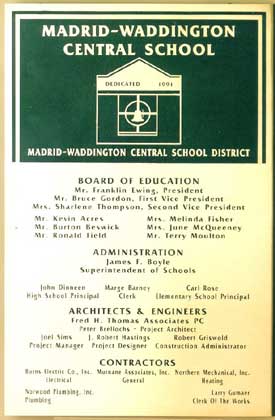 MADRID-WADDINGTON
CENTRAL SCHOOL
DEDICATED 1991
MADRID-WADDINGTON CENTRAL SCHOOL DISTRICT
BOARD OF EDUCATION
Mr. Franklin Ewing, President
Mr. Bruce Gordon, First Vice President
Mrs. Sharlene Thompson, Second Vice President
Mr. Kevin Acres Mrs. Melinda Fisher
Mr. Burton Beswick Mrs. June McQueeney
Mr. Ronald Field Mr. Terry Moulton
ADMINISTRATION
James F. Boyle
Superintendent of Schools
John Dinneen Marge Barney Carl Rose
High School Principal Clerk Elementary School Principal
ARCHITECTS & ENGINEERS
Fred H. Thomas Associates PC
Peter Brellochs - Project Architect
Joel Sims J. Robert Hastings Robert Griswold
Project Manager Project Designer Construction Administrator
CONTRACTORS
Burns Electric Co., Inc. Murnane Associates, Inc. Northern Mechanical, Inc.
Electrical General Heating
Norwood Plumbing, Inc. Larry Gumaer
Plumbing Clerk Of The Works